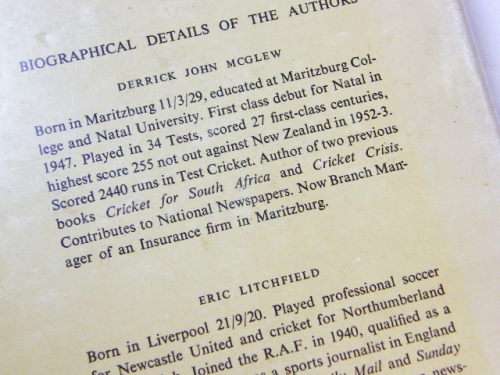 BIOGRAPHICAL DETAILS OF THE AUTHORS
DERRICK JOHN MCGLEW
Born in Maritzburg 11/3/29, educated at Maritzburg Col-
lege and Natal University. First class debut for Natal in
1947. Played in 34 Tests, scored 27 first-class centuries,
highest score 255 not out against New Zealand in 1952-3.
Scored 2440 runs in Test Cricket. Author of two previous
books Cricket for South Africa and Cricket Crisis.
Contributes to National Newspapers. Now Branch Man-
ager of an Insurance firm in Maritzburg.
ERIC LITCHFIELD
Born in Liverpool 21/9/20. Played professional soccer
for Newcastle United and cricket for Northumberland
Joined the R.A.F. in 1940, qualified as a
as a sports journalist in England
Mail and Sunday
news-